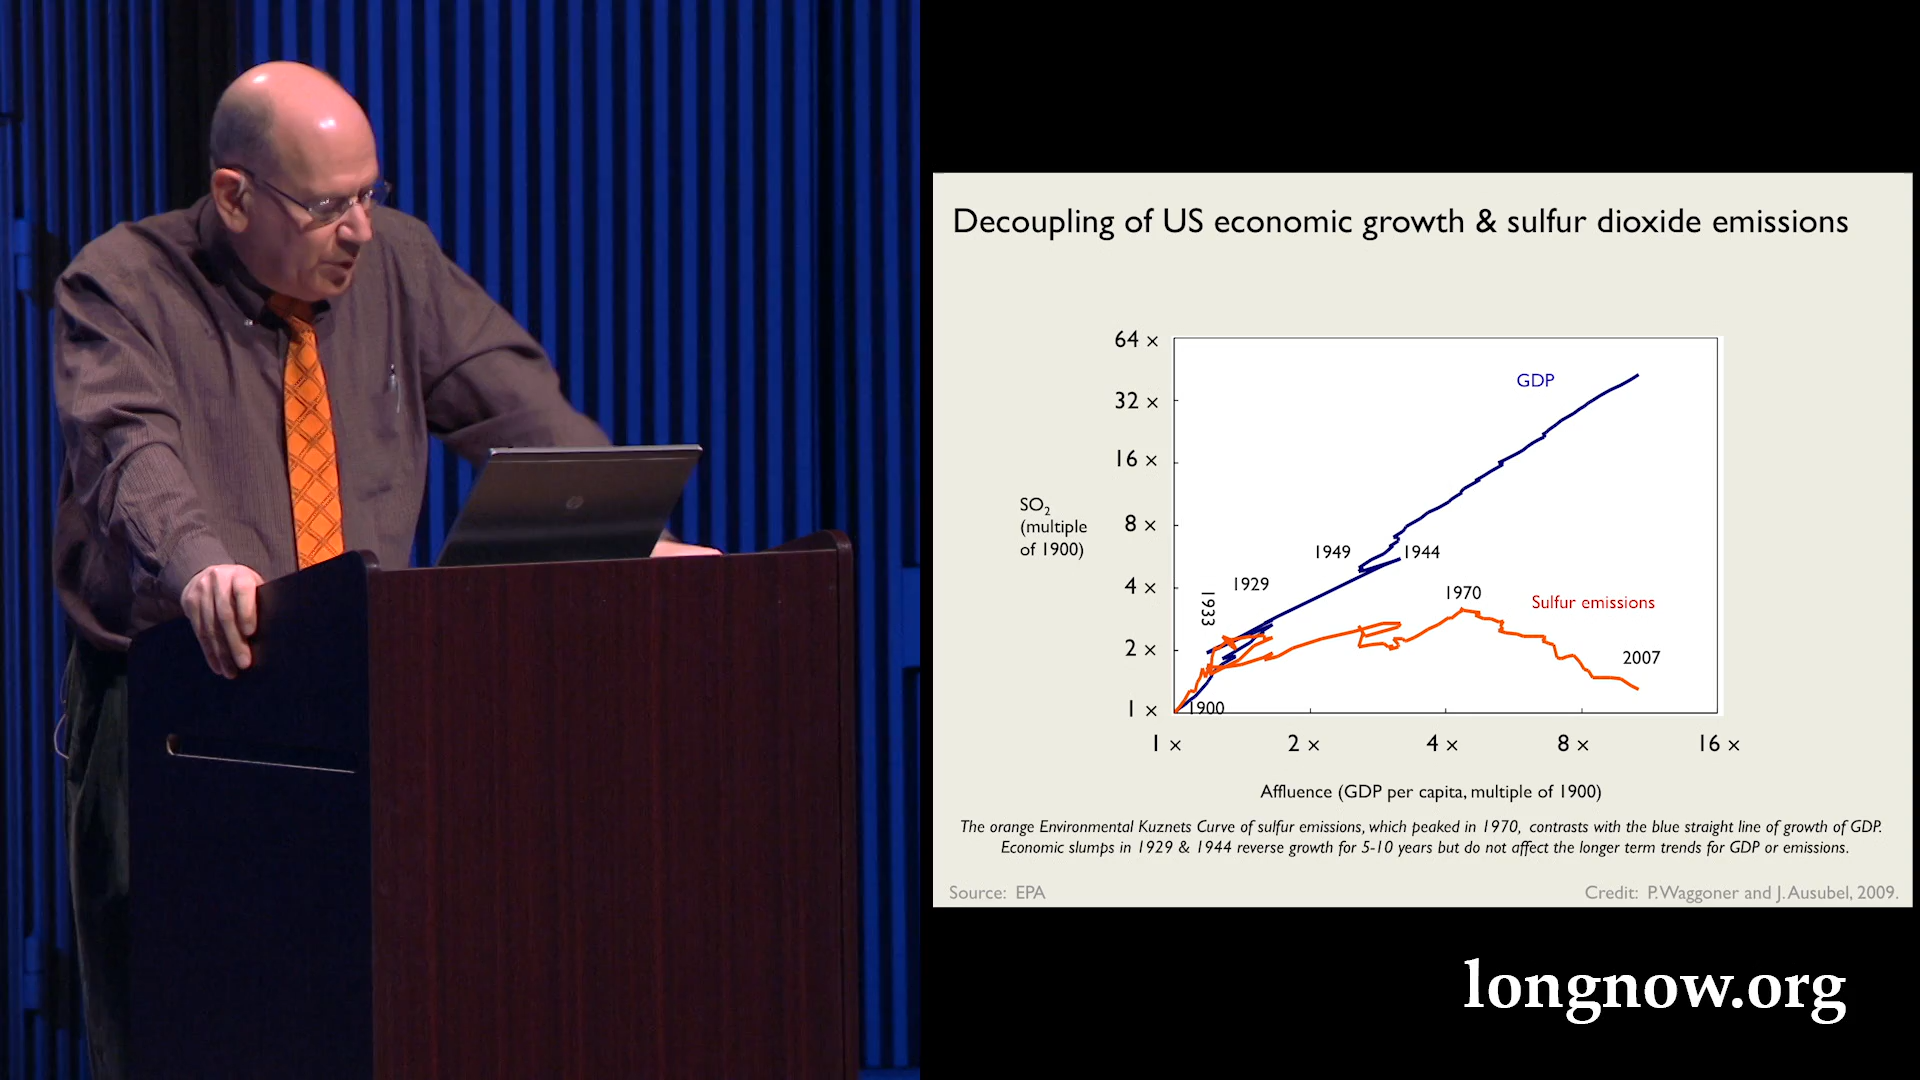 Decoupling of US economic growth & sulfur dioxide emissions
64 ×
32 ×
16 ×
8 ×
4 ×
2 ×
1 ×
SO₂
(multiple
of 1900)
GDP
1949
1944
1929
1933
1970
Sulfur emissions
2007
1900
1 ×
2 ×
4 ×
8 ×
16 ×
Affluence (GDP per capita, multiple of 1900)
The orange Environmental Kuznets Curve of sulfur emissions, which peaked in 1970, contrasts with the blue straight line of growth of GDP.
Economic slumps in 1929 & 1944 reverse growth for 5-10 years but do not affect the longer term trends for GDP or emissions.
Source: EPA
Credit: P. Waggoner and J. Ausubel, 2009.
longnow.org